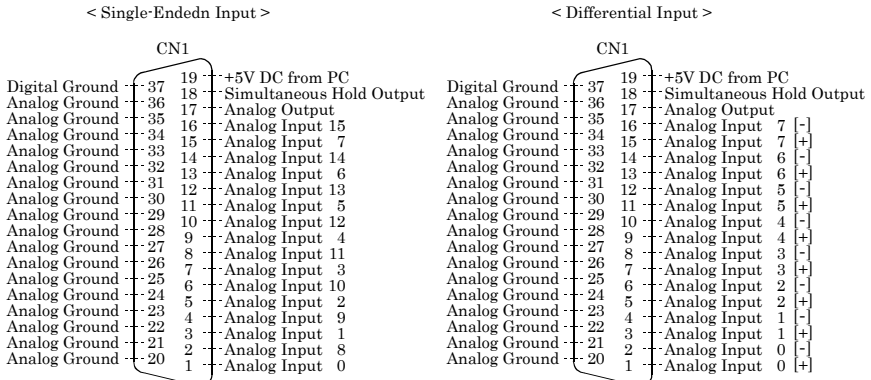 < Single-Endedn Input >
CN1
19 +5V DC from PC
Digital Ground 37
18 Simultaneous Hold Output
Analog Ground 36
17 Analog Output
Analog Ground 35
16 Analog Input 15
Analog Ground 34
15 Analog Input 7
Analog Ground 33
14 Analog Input 14
Analog Ground 32
13 Analog Input 6
Analog Ground 31
12 Analog Input 13
Analog Ground 30
11 Analog Input 5
Analog Ground 29
10 Analog Input 12
Analog Ground 28
9 Analog Input 4
Analog Ground 27
8 Analog Input 11
Analog Ground 26
7 Analog Input 3
Analog Ground 25
6 Analog Input 10
Analog Ground 24
5 Analog Input 2
Analog Ground 23
4 Analog Input 9
Analog Ground 22
3 Analog Input 1
Analog Ground 21
2 Analog Input 8
Analog Ground 20
1 Analog Input 0
< Differential Input >
CN1
19 +5V DC from PC
Digital Ground 37
18 Simultaneous Hold Output
Analog Ground 36
17 Analog Output
Analog Ground 35
16 Analog Input 7 [-]
Analog Ground 34
15 Analog Input 7 [+]
Analog Ground 33
14 Analog Input 6 [-]
Analog Ground 32
13 Analog Input 6 [+]
Analog Ground 31
12 Analog Input 5 [-]
Analog Ground 30
11 Analog Input 5 [+]
Analog Ground 29
10 Analog Input 4 [-]
Analog Ground 28
9 Analog Input 4 [+]
Analog Ground 27
8 Analog Input 3 [-]
Analog Ground 26
7 Analog Input 3 [+]
Analog Ground 25
6 Analog Input 2 [-]
Analog Ground 24
5 Analog Input 2 [+]
Analog Ground 23
4 Analog Input 1 [-]
Analog Ground 22
3 Analog Input 1 [+]
Analog Ground 21
2 Analog Input 0 [-]
Analog Ground 20
1 Analog Input 0 [+]